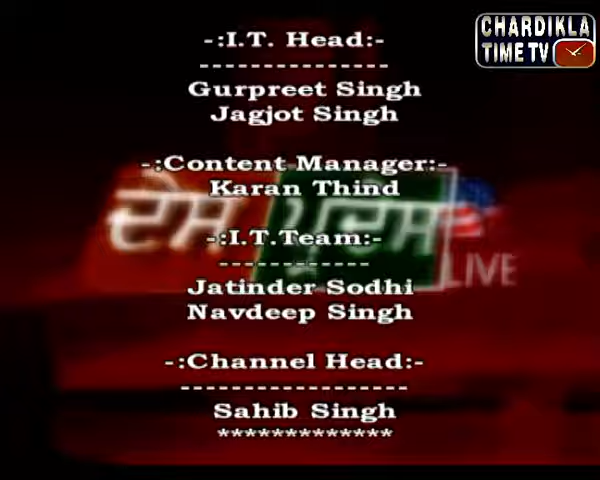 CHARDIKLA
TIME TV
-:I.T. Head:-
---------------
Gurpreet Singh
Jagjot Singh
-:Content Manager:-
Karan Thind
ਦੇਸ਼ ਪ੍ਰਦੇਸ
-:I.T.Team:-
------------
LIVE
Jatinder Sodhi
Navdeep Singh
-:Channel Head:-
------------------
Sahib Singh
*************